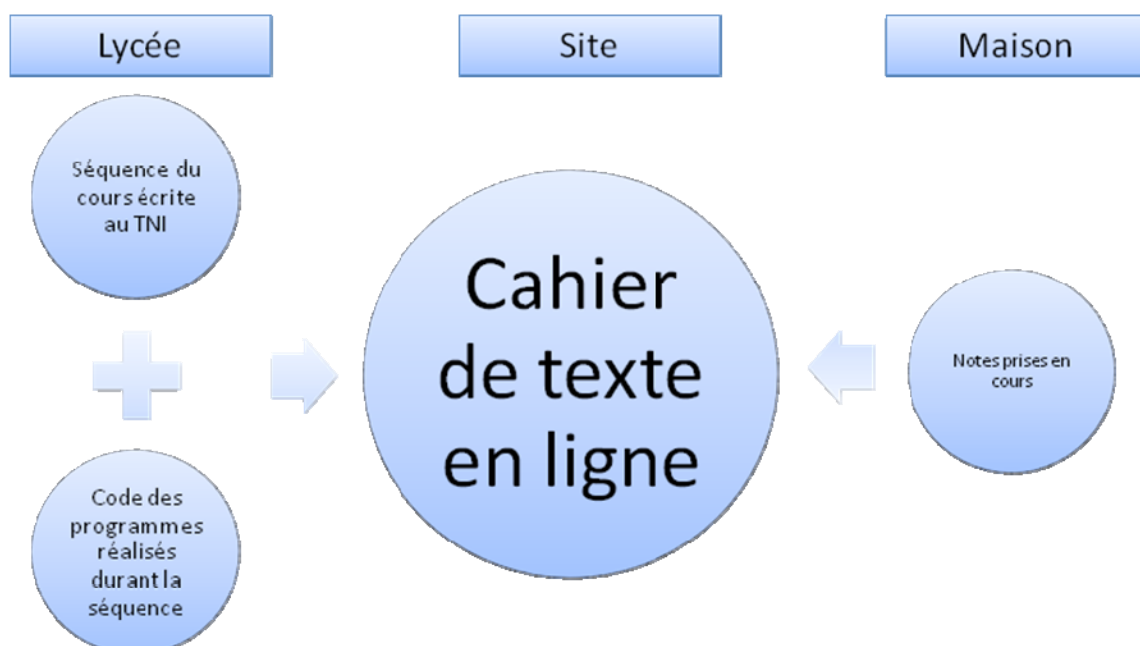 Lycée
Site
Maison
Séquence du
cours écrite
au TNI
Cahier
de texte
en ligne
Notes prises en
cours
Code des
programmes
réalisés
durant la
séquence